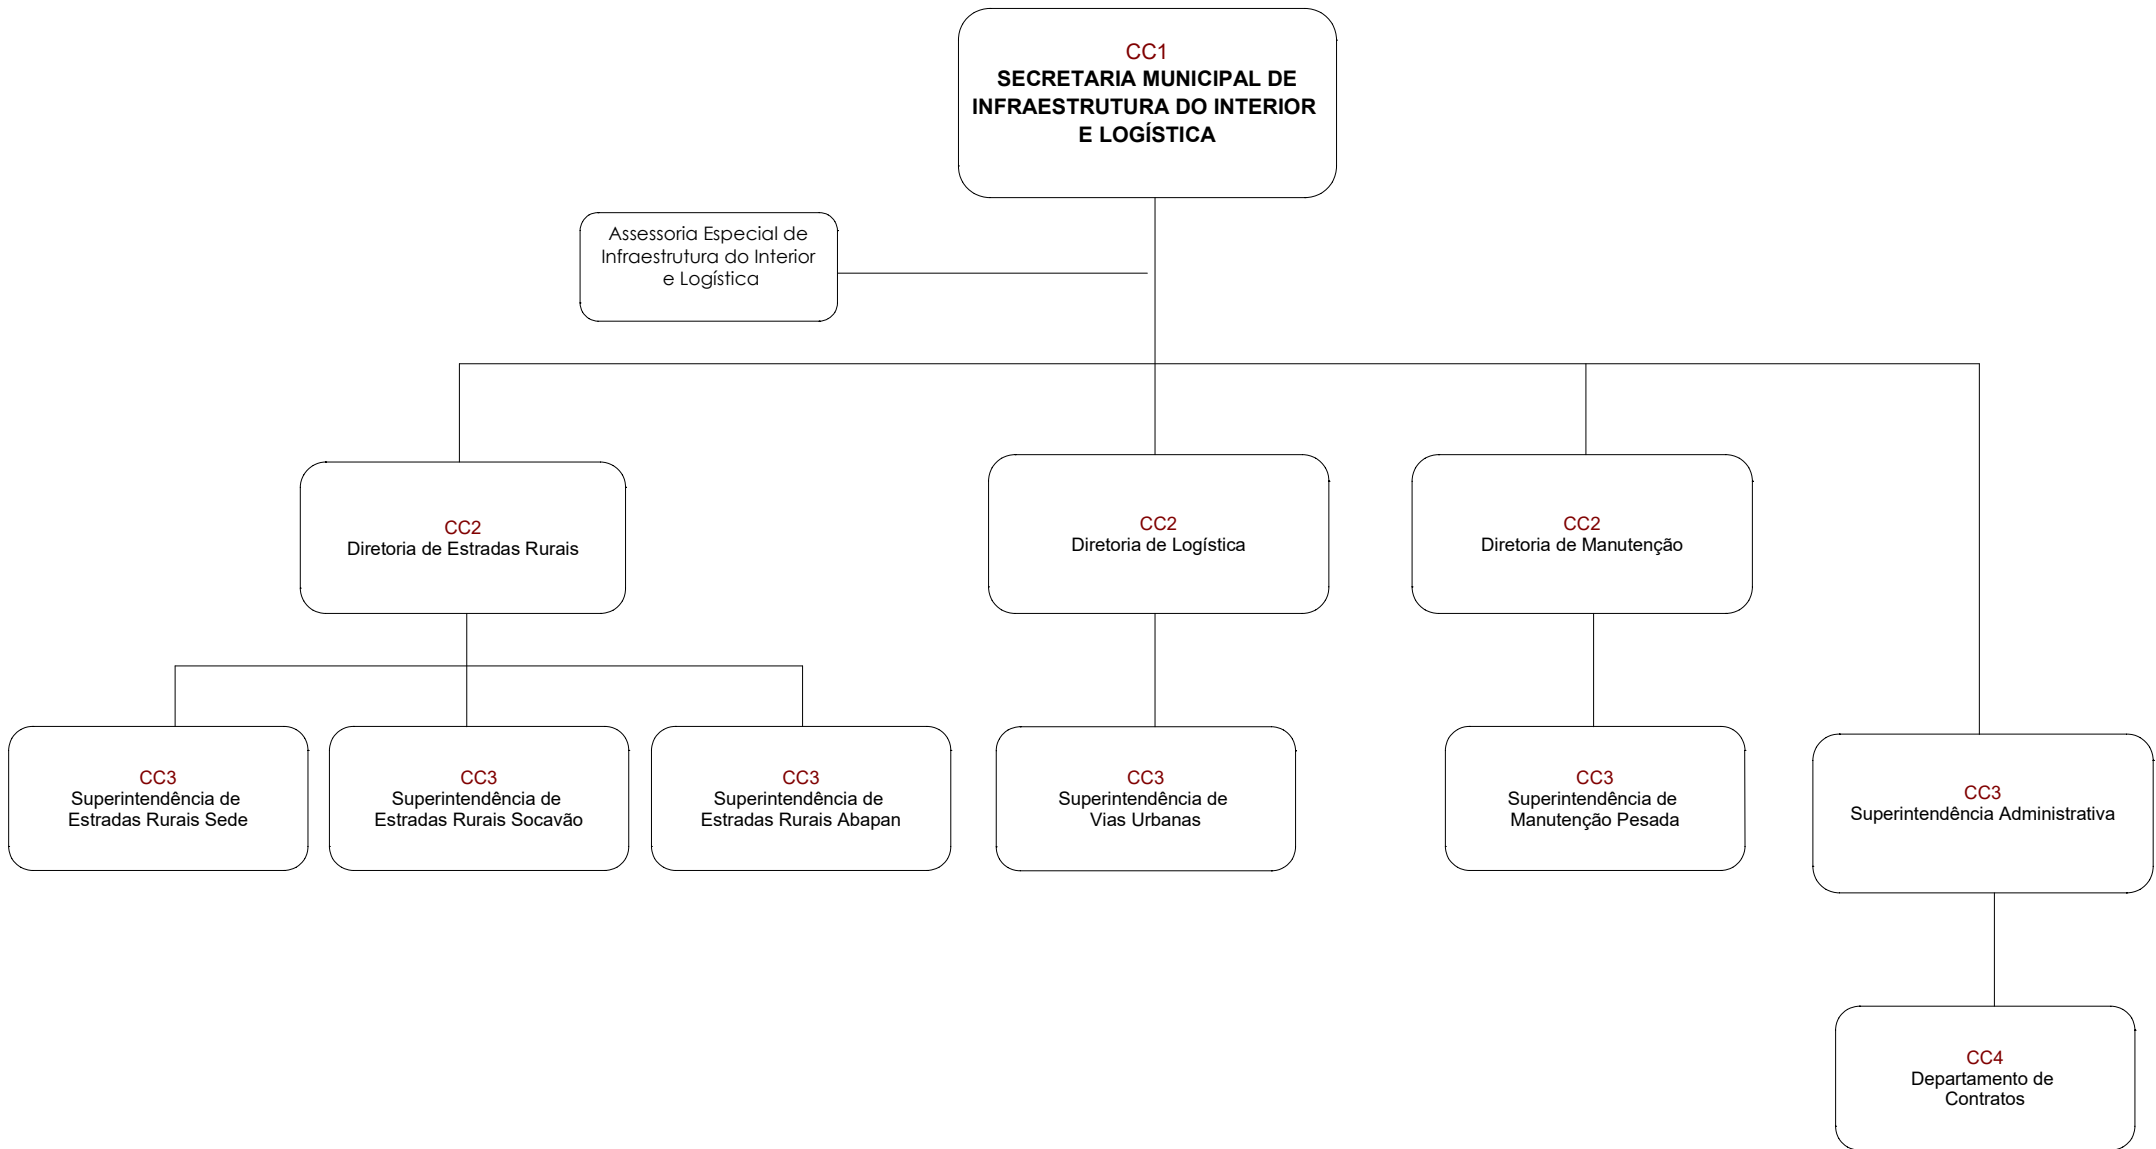 CC1
SECRETARIA MUNICIPAL DE
INFRAESTRUTURA DO INTERIOR
E LOGÍSTICA
Assessoria Especial de
Infraestrutura do Interior
e Logística
CC2
Diretoria de Estradas Rurais
CC2
Diretoria de Logística
CC2
Diretoria de Manutenção
CC3
Superintendência de
Estradas Rurais Sede
CC3
Superintendência de
Estradas Rurais Socavão
CC3
Superintendência de
Estradas Rurais Abapan
CC3
Superintendência de
Vias Urbanas
CC3
Superintendência de
Manutenção Pesada
CC3
Superintendência Administrativa
CC4
Departamento de
Contratos